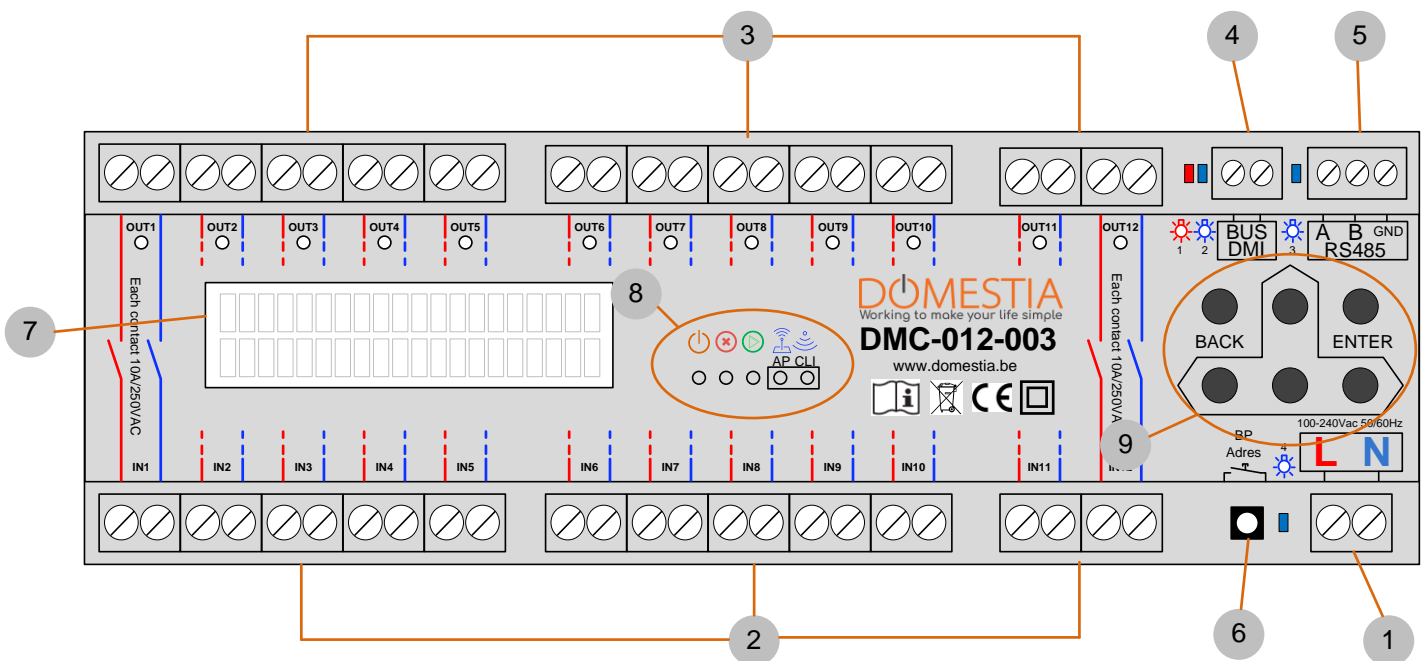 3
4
5
OUT1 OUT2 OUT3 OUT4 OUT5 OUT6 OUT7 OUT8 OUT9 OUT10 OUT11 OUT12
1 2 BUS DMI 3 A B GND RS485
Each contact 10A/250VAC
7
8
AP CLI
DOMESTIA
Working to make your life simple
DMC-012-003
www.domestia.be
i
CE
Each contact 10A/250VA
BACK ENTER
9
100-240Vac 50/60Hz
BP
Adres
4
L N
IN1 IN2 IN3 IN4 IN5 IN6 IN7 IN8 IN9 IN10 IN11
2
6
1